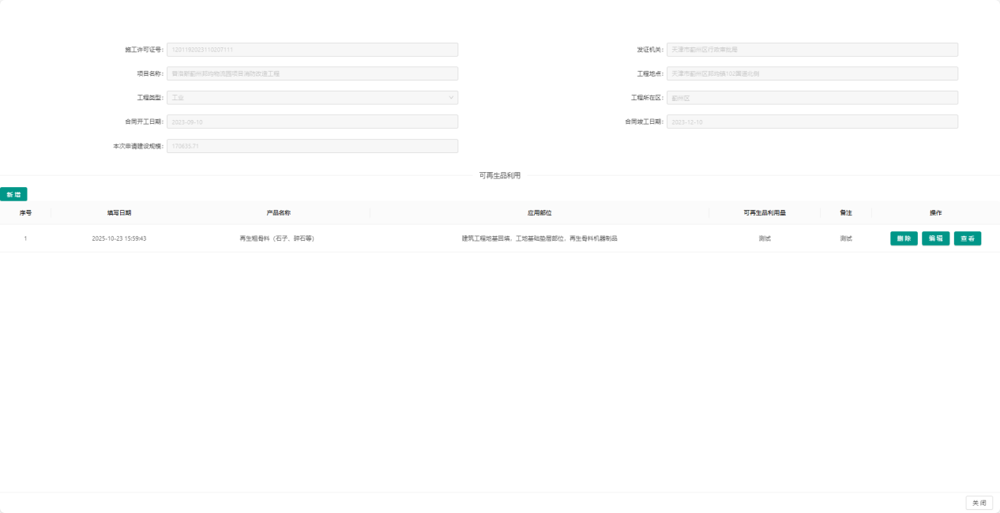 施工许可证号: 1201192023110207111
发证机关: 天津市蓟州区行政审批局
项目名称: 普洛斯蓟州邦均物流园项目消防改造工程
工程地点: 天津市蓟州区邦均镇102国道北侧
工程类型: 工业
工程所在区: 蓟州区
合同开工日期: 2023-09-10
合同竣工日期: 2023-12-10
本次申请建设规模: 170635.71
可再生品利用
新增
序号 填写日期 产品名称 应用部位 可再生品利用量 备注 操作
1 2025-10-23 15:59:43 再生粗骨料（石子、碎石等） 建筑工程地基回填，工地基础垫层部位，再生骨料机器制品 测试 测试 删除 编辑 查看
关闭